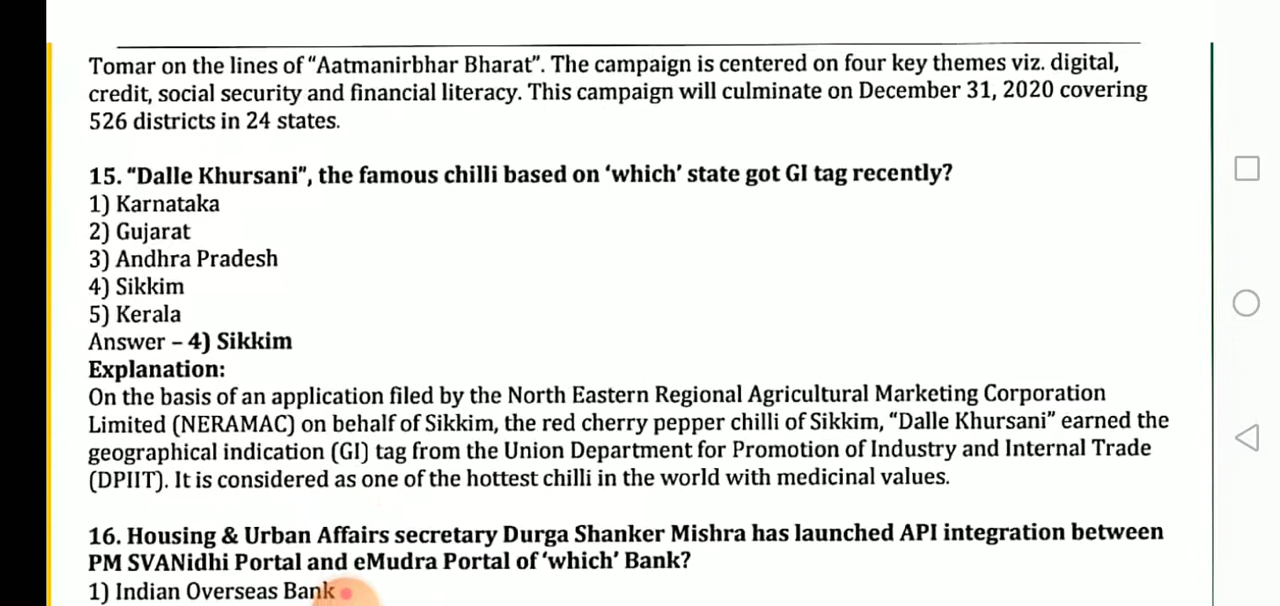 Tomar on the lines of “Aatmanirbhar Bharat”. The campaign is centered on four key themes viz. digital,
credit, social security and financial literacy. This campaign will culminate on December 31, 2020 covering
526 districts in 24 states.
15. “Dalle Khursani”, the famous chilli based on ‘which’ state got GI tag recently?
1) Karnataka
2) Gujarat
3) Andhra Pradesh
4) Sikkim
5) Kerala
Answer – 4) Sikkim
Explanation:
On the basis of an application filed by the North Eastern Regional Agricultural Marketing Corporation
Limited (NERAMAC) on behalf of Sikkim, the red cherry pepper chilli of Sikkim, “Dalle Khursani” earned the
geographical indication (GI) tag from the Union Department for Promotion of Industry and Internal Trade
(DPIIT). It is considered as one of the hottest chilli in the world with medicinal values.
16. Housing & Urban Affairs secretary Durga Shanker Mishra has launched API integration between
PM SVANidhi Portal and eMudra Portal of ‘which’ Bank?
1) Indian Overseas Bank